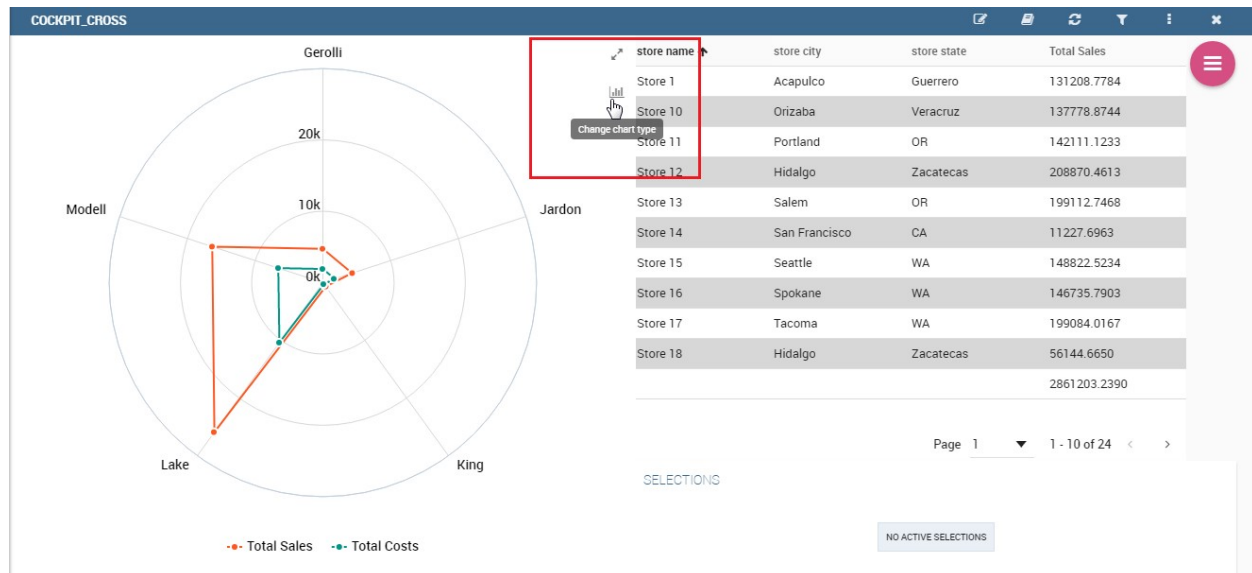 COCKPIT_CROSS
Gerolli
20k
10k
0k
Modell
Jardon
Lake
King
Total Sales Total Costs
Change chart type
store name store city store state Total Sales
Store 1 Acapulco Guerrero 131208.7784
Store 10 Orizaba Veracruz 137778.8744
Store 11 Portland OR 142111.1233
Store 12 Hidalgo Zacatecas 208870.4613
Store 13 Salem OR 199112.7468
Store 14 San Francisco CA 11227.6963
Store 15 Seattle WA 148822.5234
Store 16 Spokane WA 146735.7903
Store 17 Tacoma WA 199084.0167
Store 18 Hidalgo Zacatecas 56144.6650
2861203.2390
Page 1 1 - 10 of 24
SELECTIONS
NO ACTIVE SELECTIONS